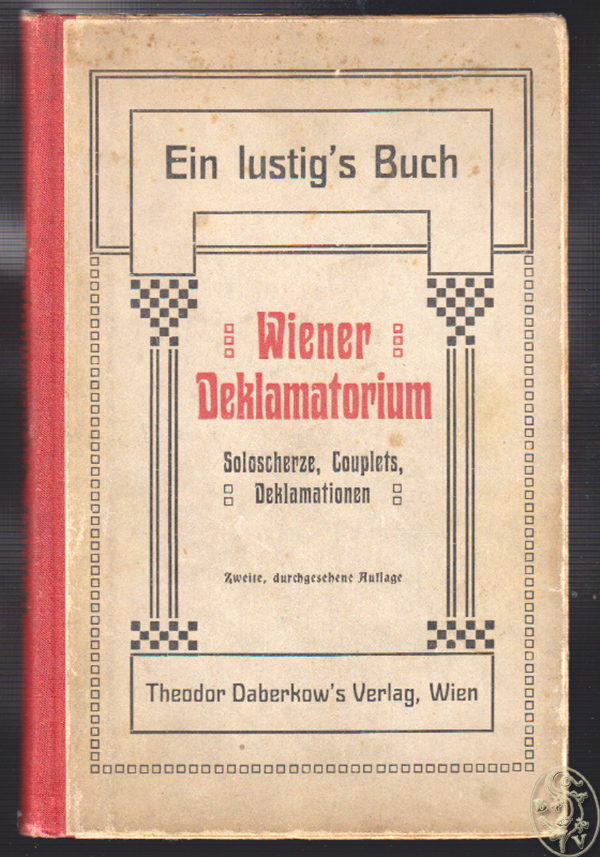 Ein lustig's Buch
Wiener
Deklamatorium
Soloscherze, Couplets,
Deklamationen
Zweite, durchgesehene Auflage
Theodor Daberkow's Verlag, Wien